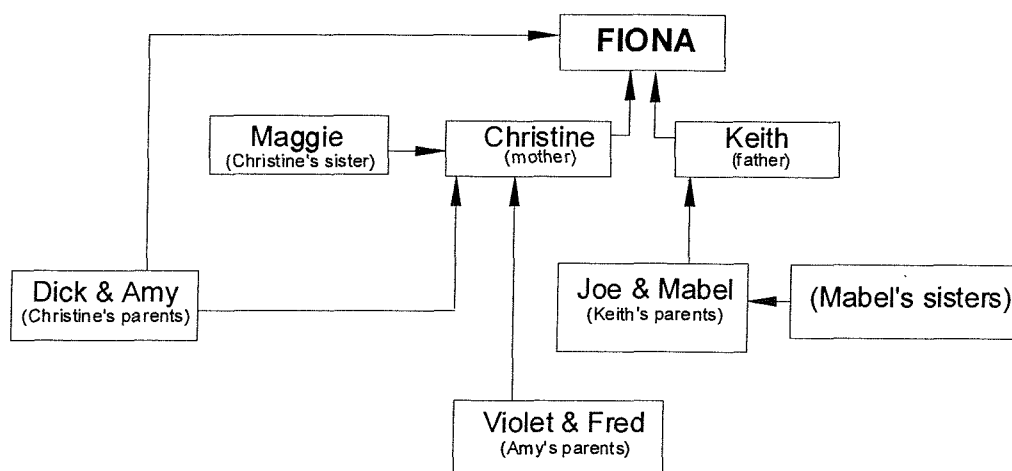 FIONA
Maggie
(Christine's sister)
Christine
(mother)
Keith
(father)
Dick & Amy
(Christine's parents)
Joe & Mabel
(Keith's parents)
(Mabel's sisters)
Violet & Fred
(Amy's parents)